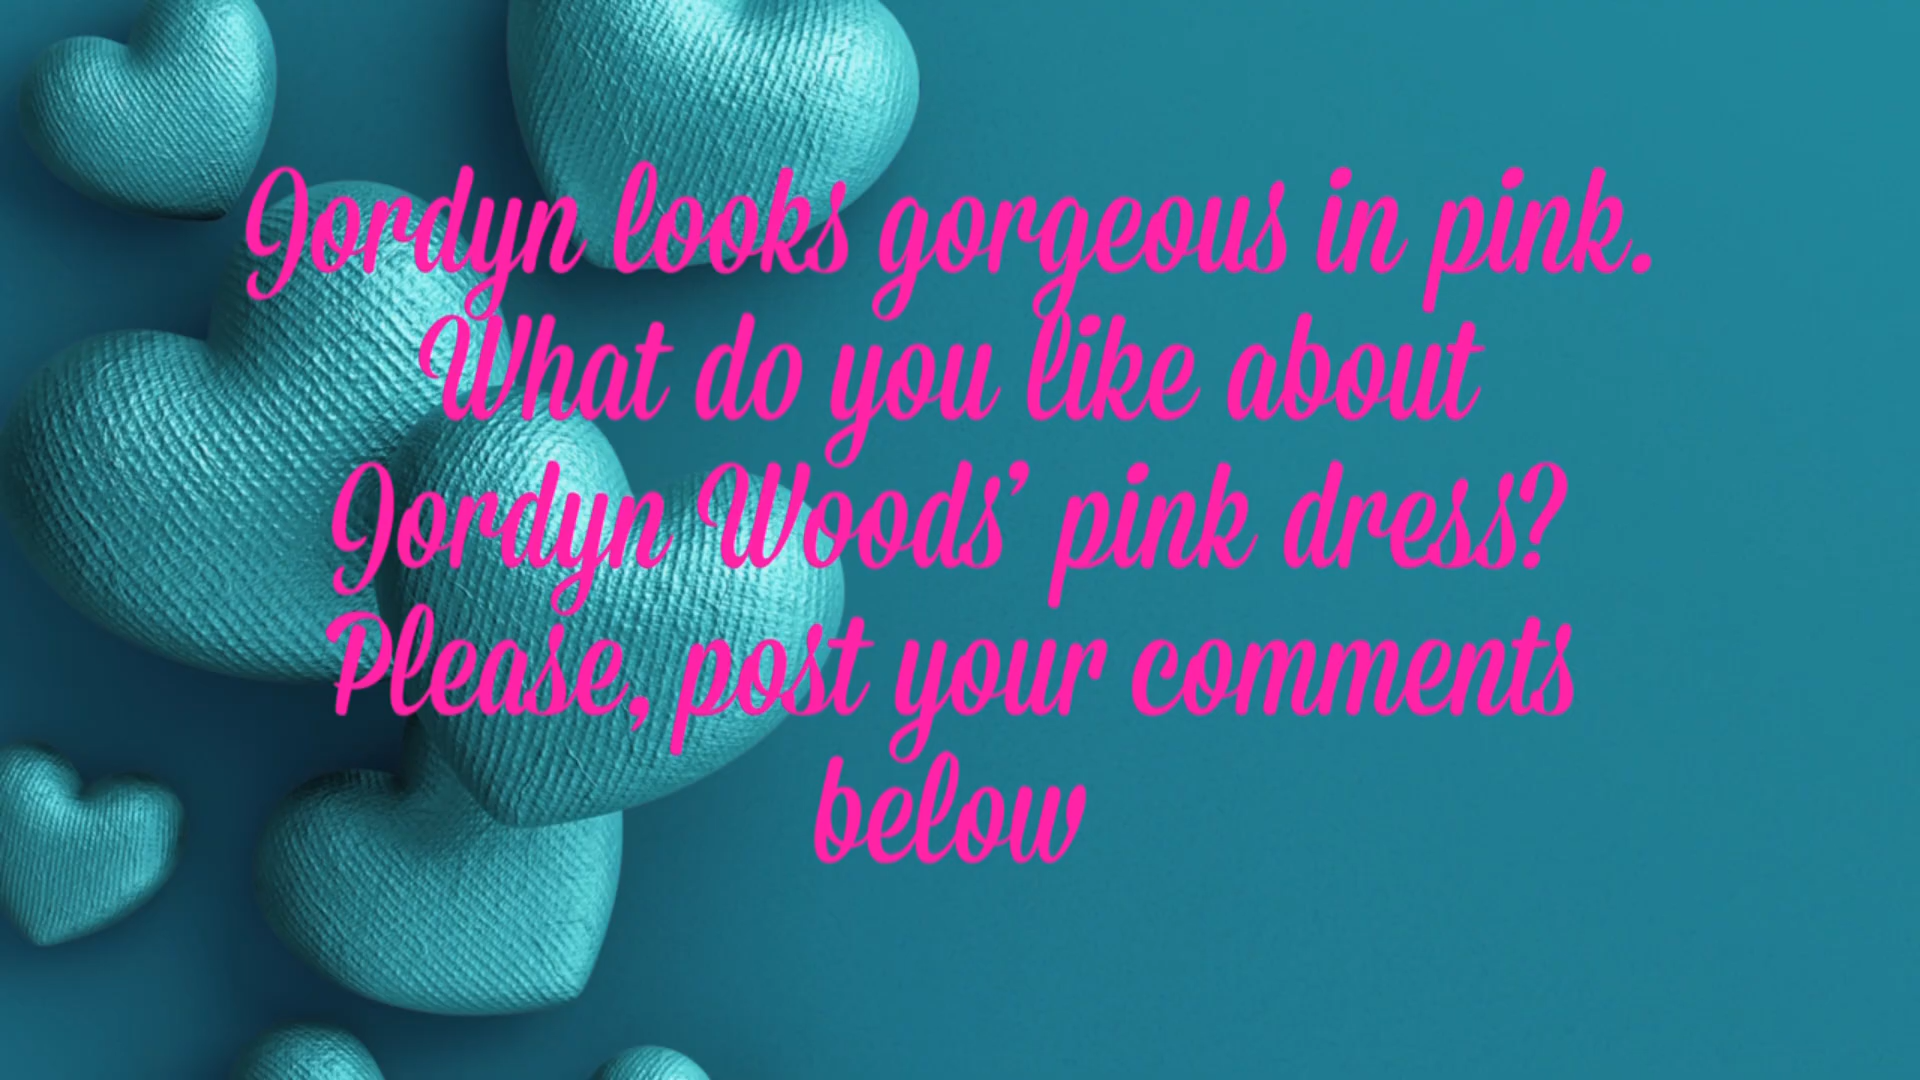 Jordyn looks gorgeous in pink.
What do you like about
Jordyn Woods’ pink dress?
Please, post your comments
below